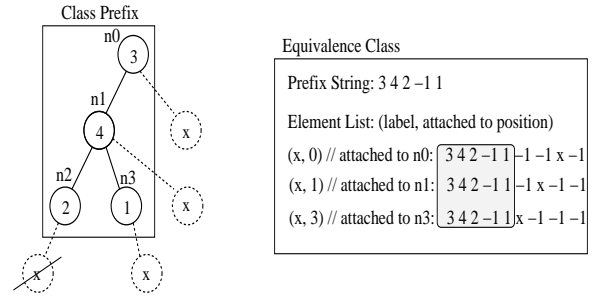 Class Prefix
n0
3
n1
4
x
n2
n3
2
1
x
x
x
Equivalence Class
Prefix String: 3 4 2 −1 1
Element List: (label, attached to position)
(x, 0) // attached to n0: 3 4 2 −1 1 −1 −1 x −1
(x, 1) // attached to n1: 3 4 2 −1 1 −1 x −1 −1
(x, 3) // attached to n3: 3 4 2 −1 1 x −1 −1 −1